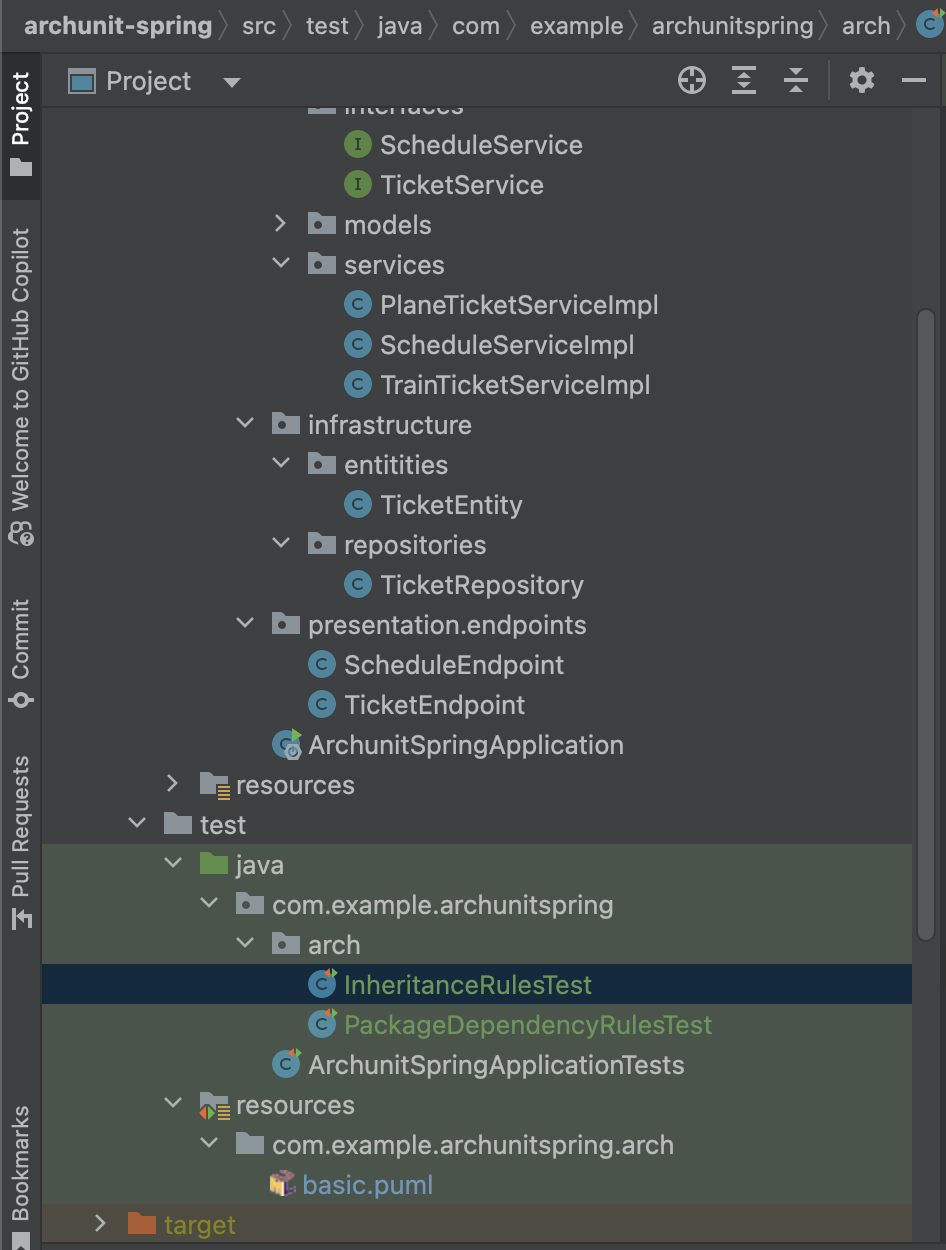 archunit-spring src test java com example archunitspring arch
Project
Project
Welcome to GitHub Copilot
Commit
Pull Requests
Bookmarks
interfaces
ScheduleService
TicketService
models
services
PlaneTicketServiceImpl
ScheduleServiceImpl
TrainTicketServiceImpl
infrastructure
entitities
TicketEntity
repositories
TicketRepository
presentation.endpoints
ScheduleEndpoint
TicketEndpoint
ArchunitSpringApplication
resources
test
java
com.example.archunitspring
arch
InheritanceRulesTest
PackageDependencyRulesTest
ArchunitSpringApplicationTests
resources
com.example.archunitspring.arch
basic.puml
target